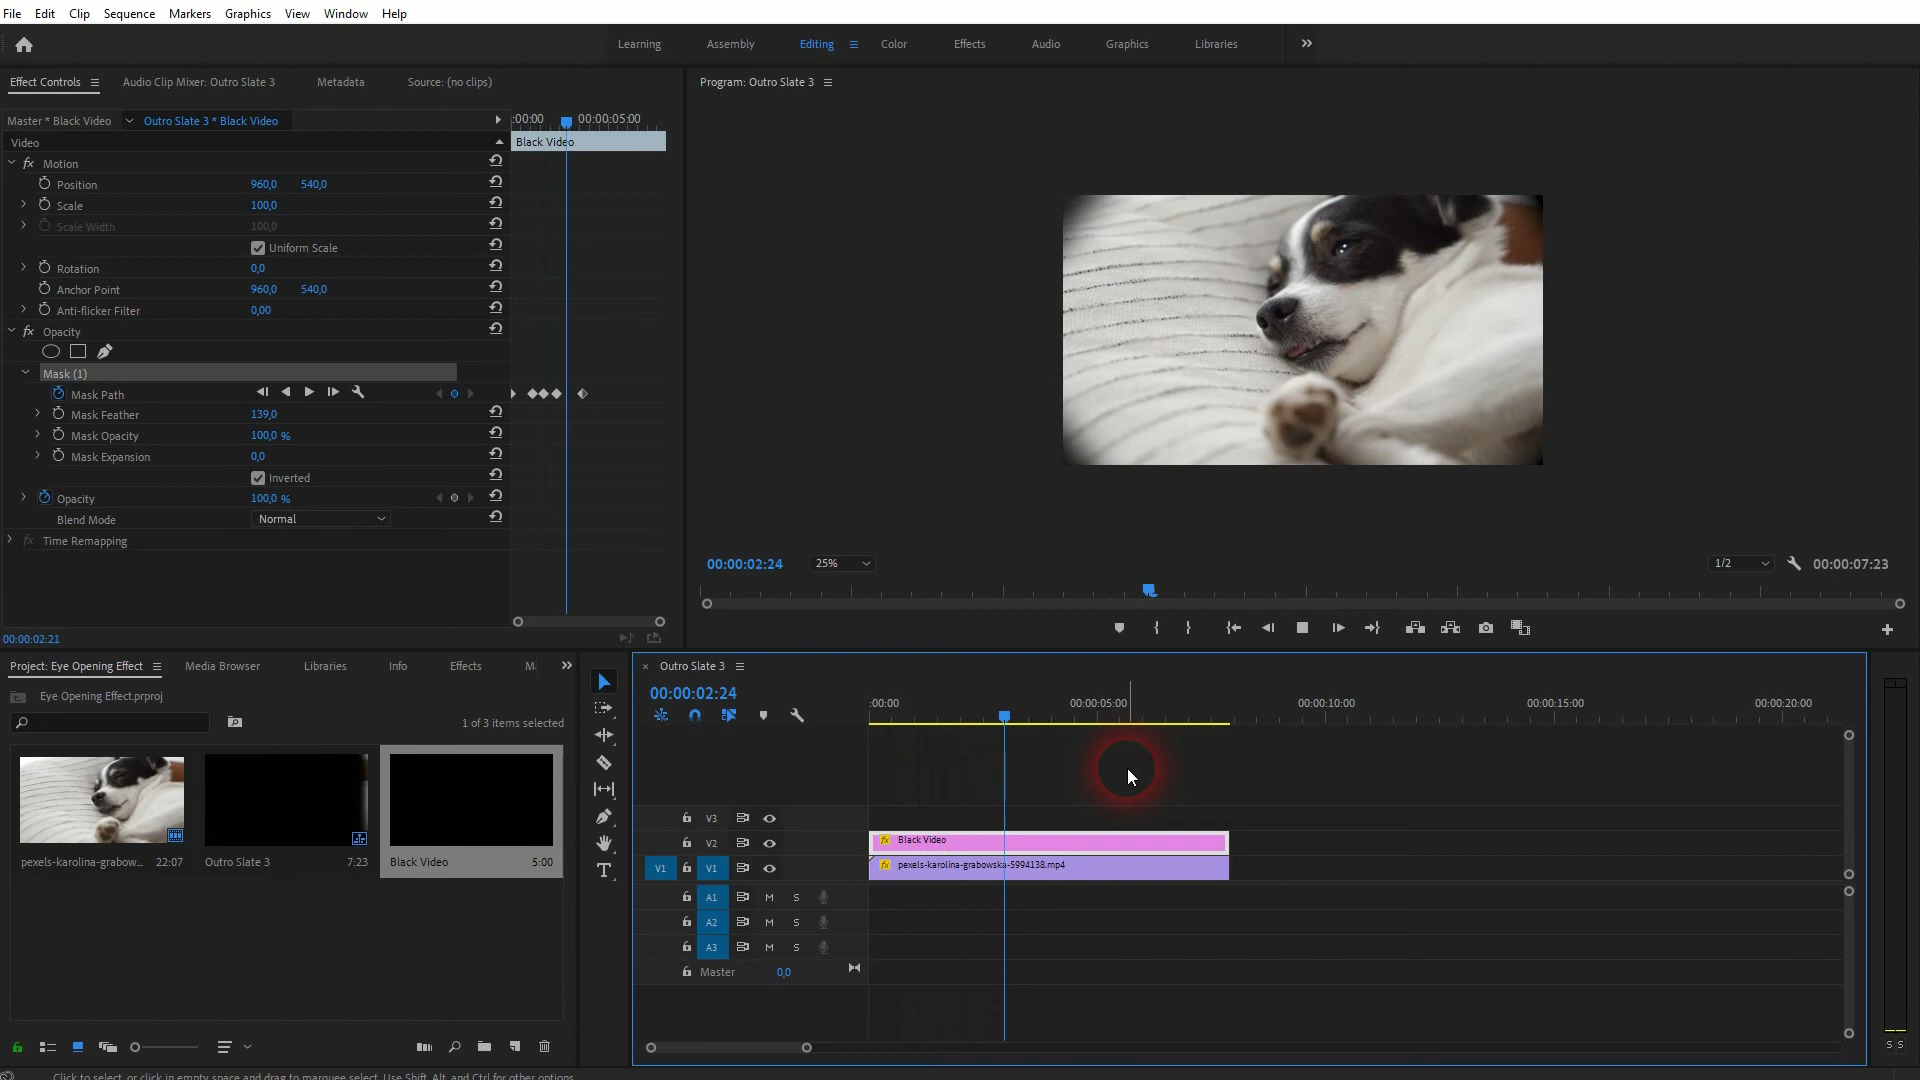 File Edit Clip Sequence Markers Graphics View Window Help
Learning Assembly Editing Color Effects Audio Graphics Libraries
Effect Controls Audio Clip Mixer: Outro Slate 3 Metadata Source: (no clips)
Program: Outro Slate 3
Master * Black Video Outro Slate 3 * Black Video
:00:00 00:00:05:00
Video
Black Video
fx Motion
Position 960,0 540,0
Scale 100,0
Scale Width 100,0
Uniform Scale
Rotation 0,0
Anchor Point 960,0 540,0
Anti-flicker Filter 0,00
fx Opacity
Mask (1)
Mask Path
Mask Feather 139,0
Mask Opacity 100,0 %
Mask Expansion 0,0
Inverted
Opacity 100,0 %
Blend Mode Normal
fx Time Remapping
00:00:02:21
00:00:02:24 25% 1/2 00:00:07:23
Project: Eye Opening Effect Media Browser Libraries Info Effects
Eye Opening Effect.prproj
1 of 3 items selected
pexels-karolina-grabow... 22:07
Outro Slate 3 7:23
Black Video 5:00
Outro Slate 3
00:00:02:24
:00:00 00:00:05:00 00:00:10:00 00:00:15:00 00:00:20:00
V3
V2 fx Black Video
V1 V1 fx pexels-karolina-grabowska-5994138.mp4
A1 M S
A2 M S
A3 M S
Master 0,0
S S
Click to select, or click in empty space and drag to marquee select. Use Shift, Alt, and Ctrl for other options.